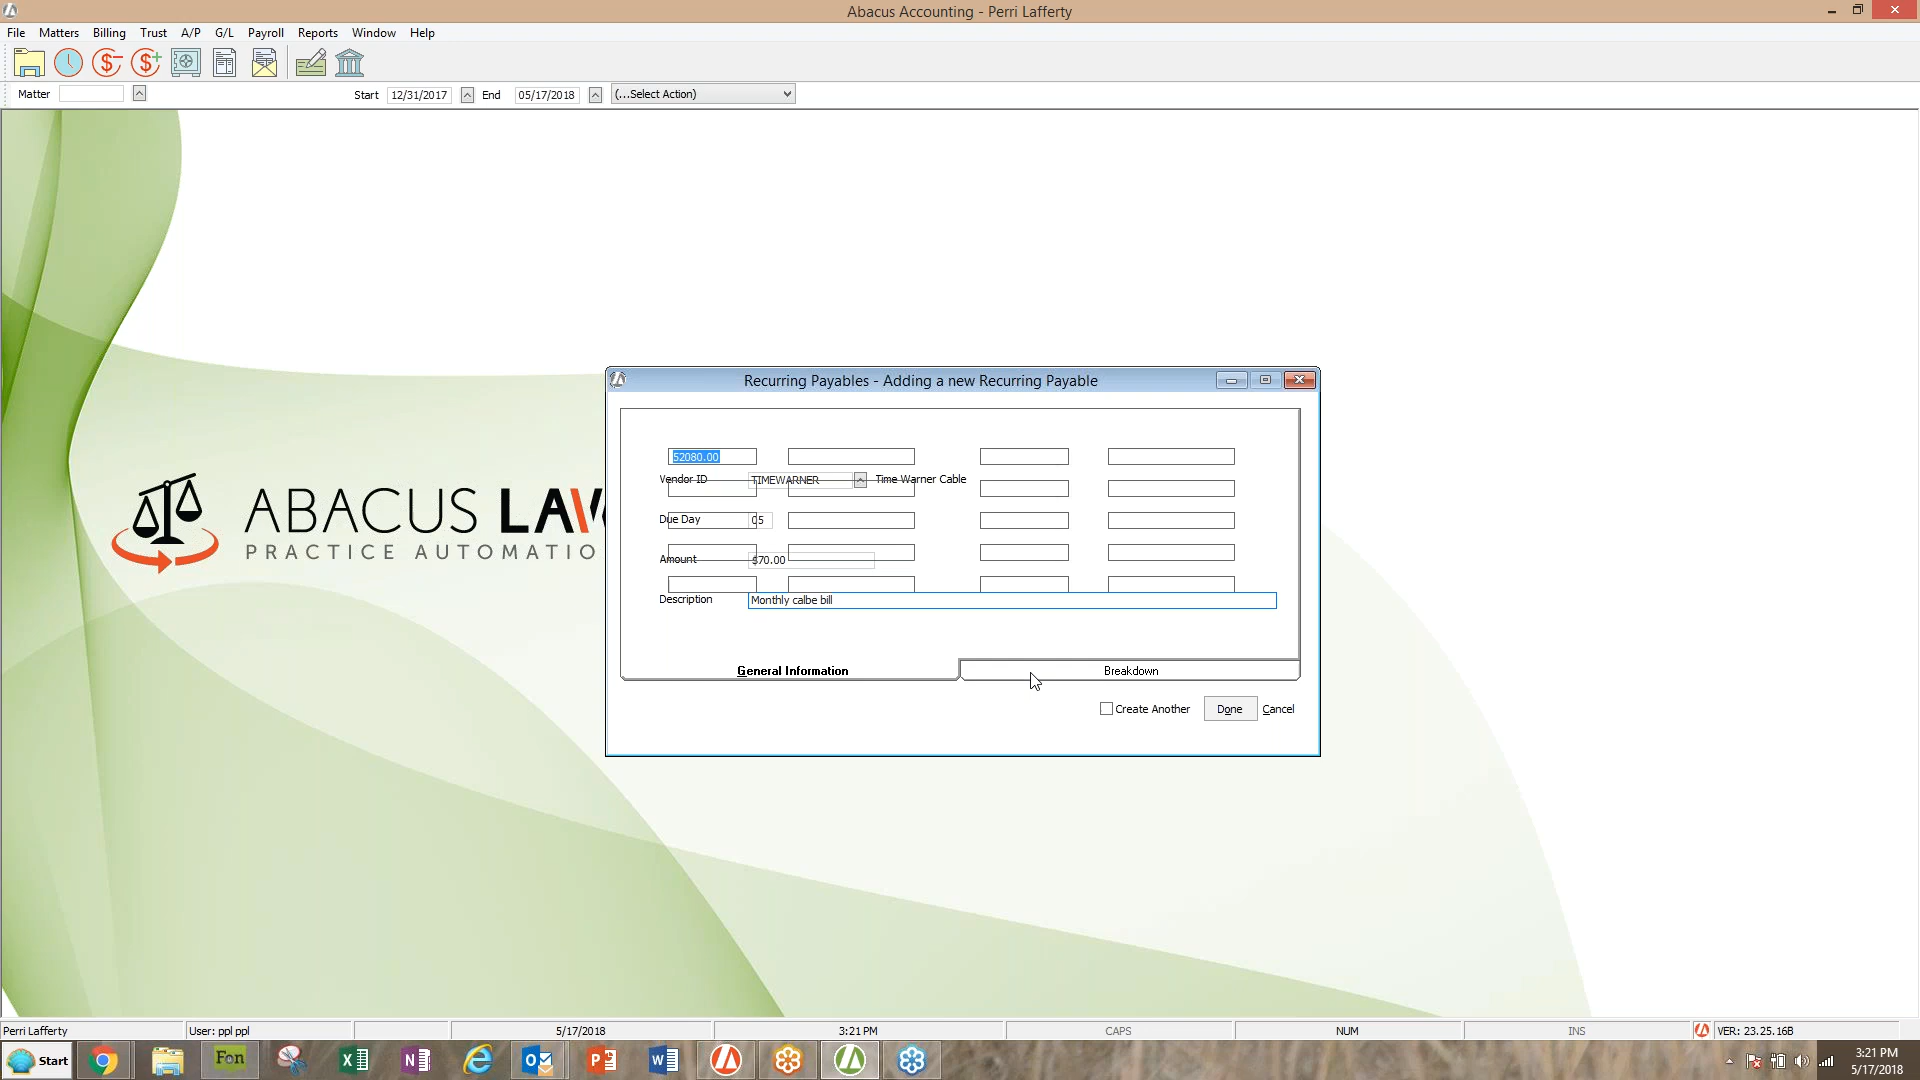 Abacus Accounting - Perri Lafferty
File Matters Billing Trust A/P G/L Payroll Reports Window Help
Matter Start 12/31/2017 End 05/17/2018 (...Select Action)
Recurring Payables - Adding a new Recurring Payable
52080.00
Vendor ID TIMEWARNER Time Warner Cable
Due Day 05
Amount $70.00
Description Monthly calbe bill
General Information Breakdown
Create Another Done Cancel
ABACUS LAW
PRACTICE AUTOMATIO
Perri Lafferty User: ppl ppl 5/17/2018 3:21 PM CAPS NUM INS VER: 23.25.16B
Start Fon 3:21 PM
5/17/2018